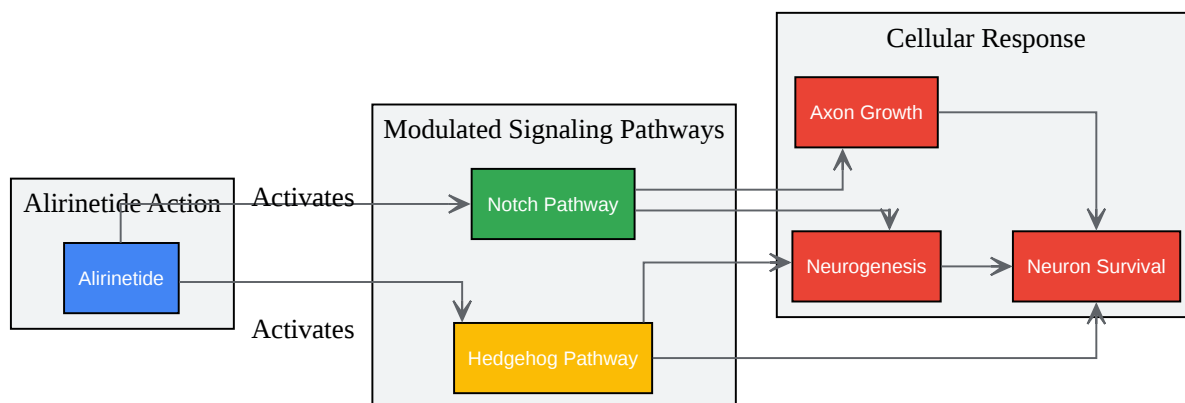 Alirinetide Action
Alirinetide
Activates
Activates
Modulated Signaling Pathways
Notch Pathway
Hedgehog Pathway
Cellular Response
Axon Growth
Neurogenesis
Neuron Survival